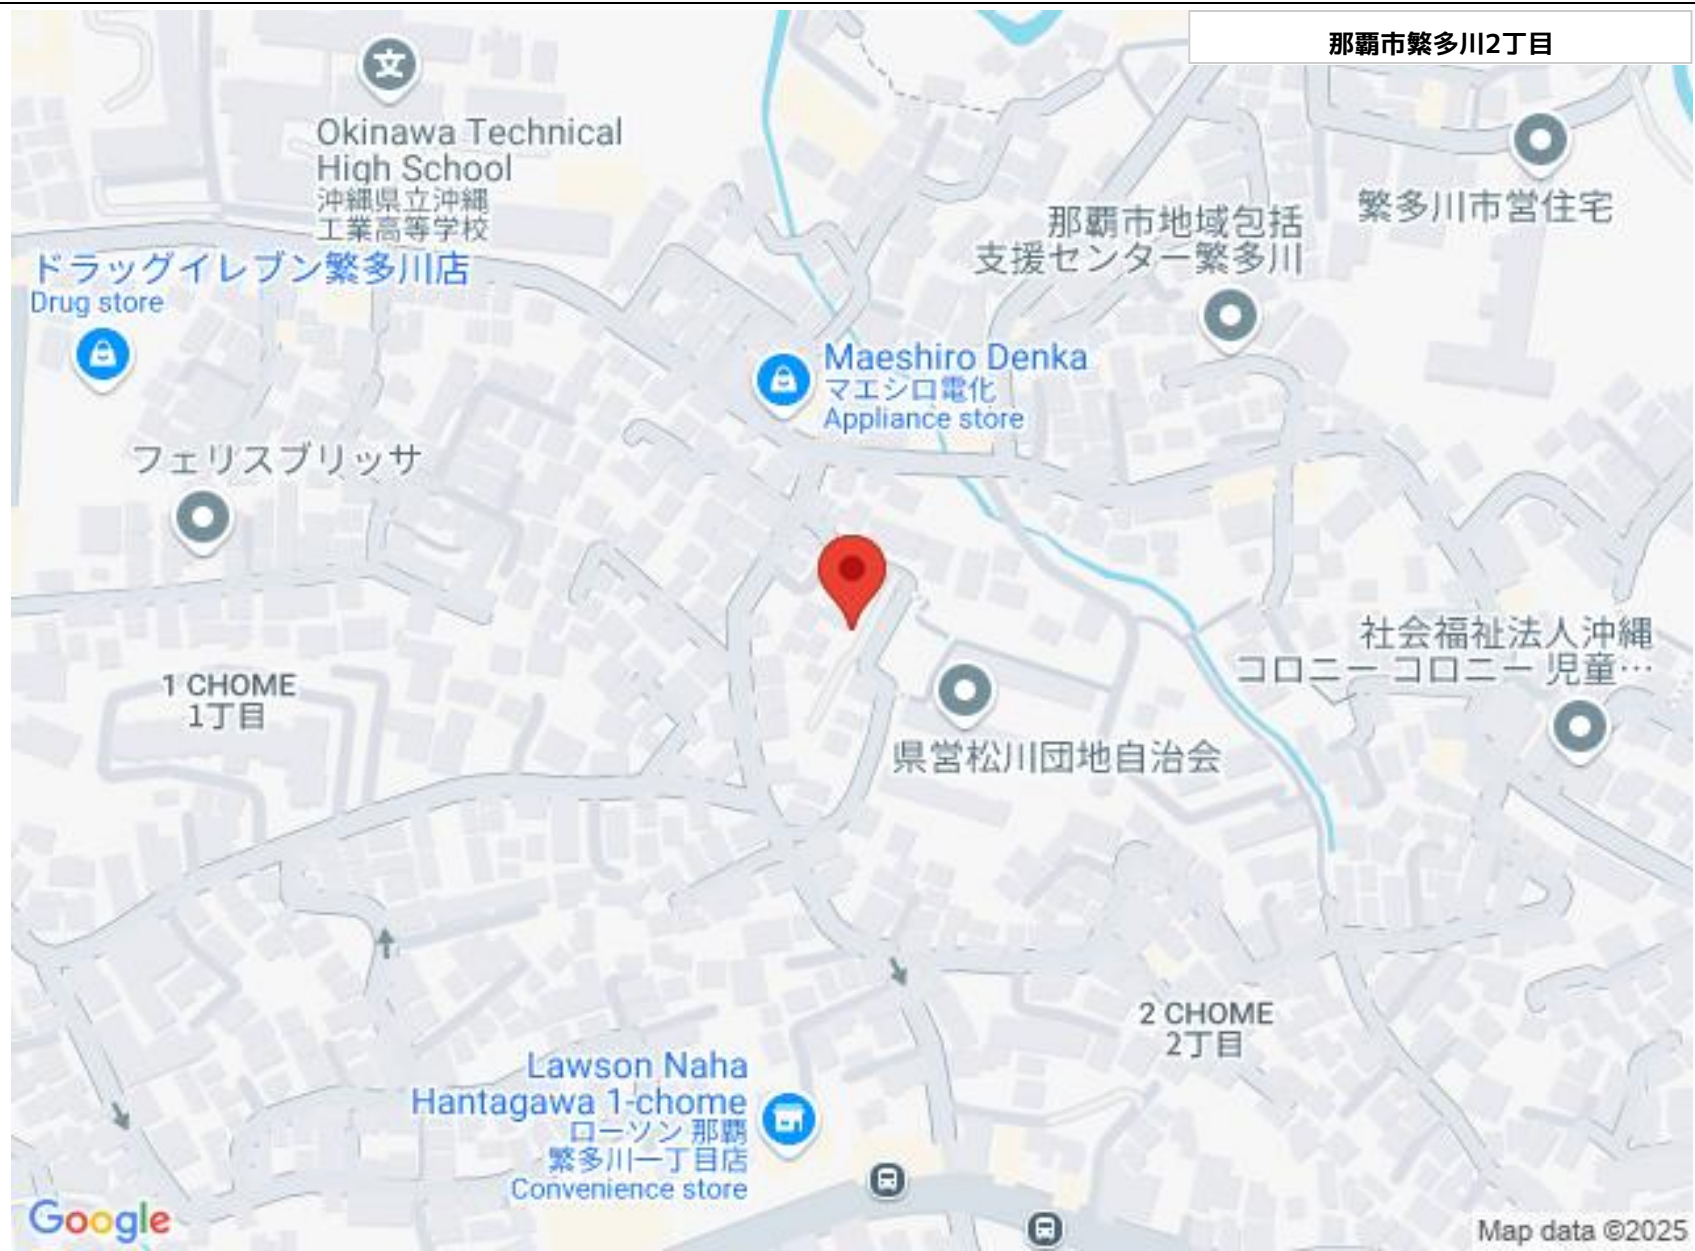 那覇市繁多川2丁目
文
Okinawa Technical
High School
沖縄県立沖縄
工業高等学校
繁多川市営住宅
那覇市地域包括
支援センター繁多川
ドラッグイレブン繁多川店
Drug store
Maeshiro Denka
マエシロ電化
Appliance store
フェリスブリッサ
社会福祉法人沖縄
コロニー コロニー 児童…
1 CHOME
1丁目
県営松川団地自治会
2 CHOME
2丁目
Lawson Naha
Hantagawa 1-chome
ローソン 那覇
繁多川一丁目店
Convenience store
Google
Map data ©2025